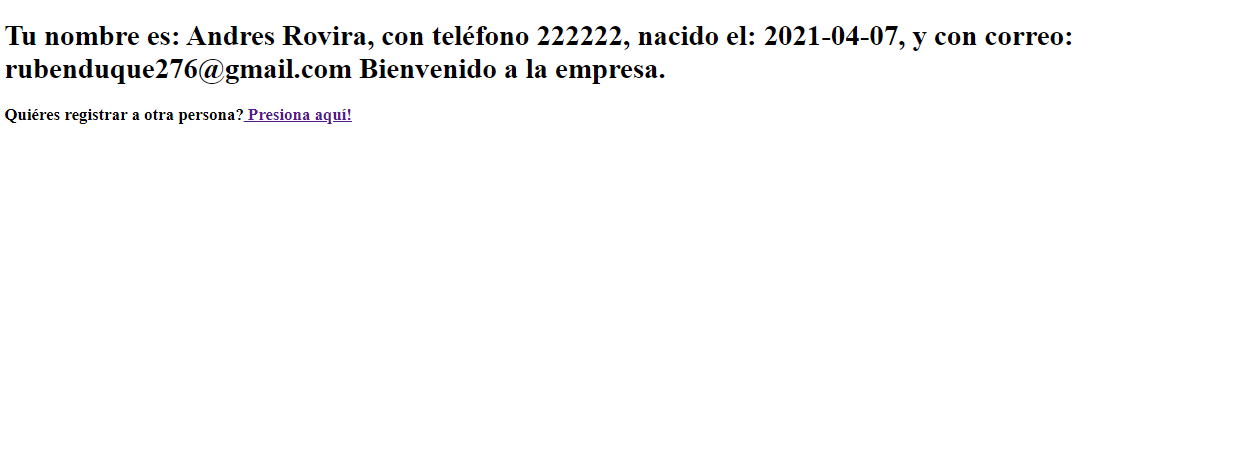 Tu nombre es: Andres Rovira, con teléfono 222222, nacido el: 2021-04-07, y con correo:
rubenduque276@gmail.com Bienvenido a la empresa.
Quiéres registrar a otra persona? Presiona aquí!